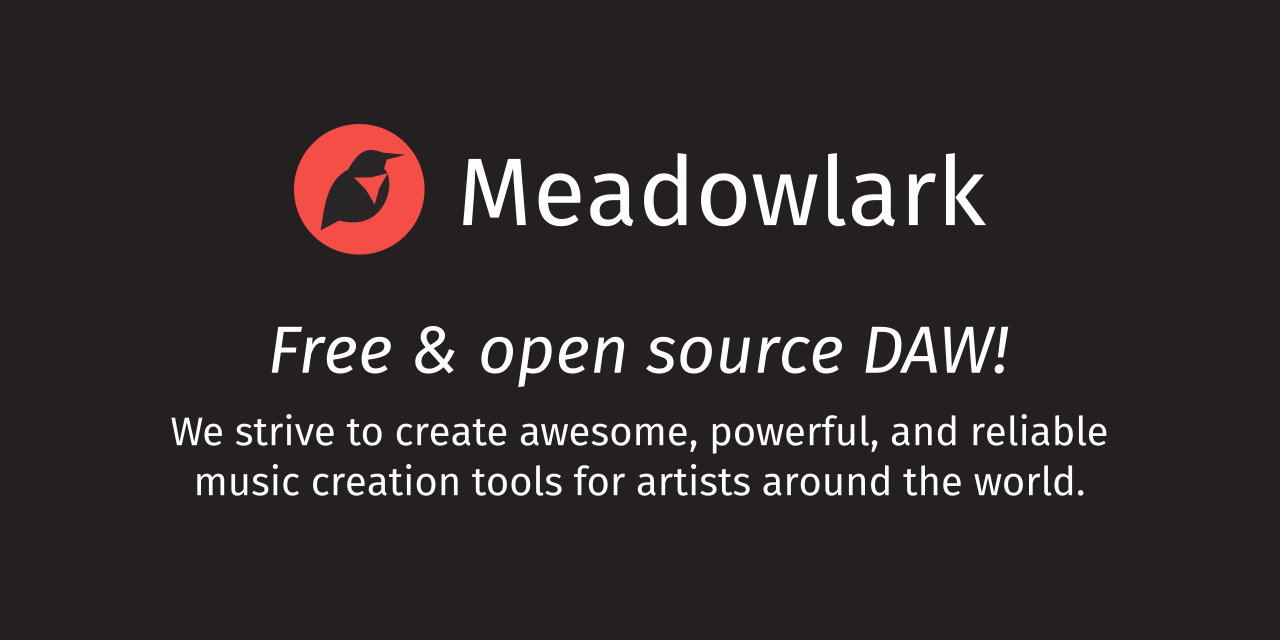 Meadowlark
Free & open source DAW!
We strive to create awesome, powerful, and reliable
music creation tools for artists around the world.